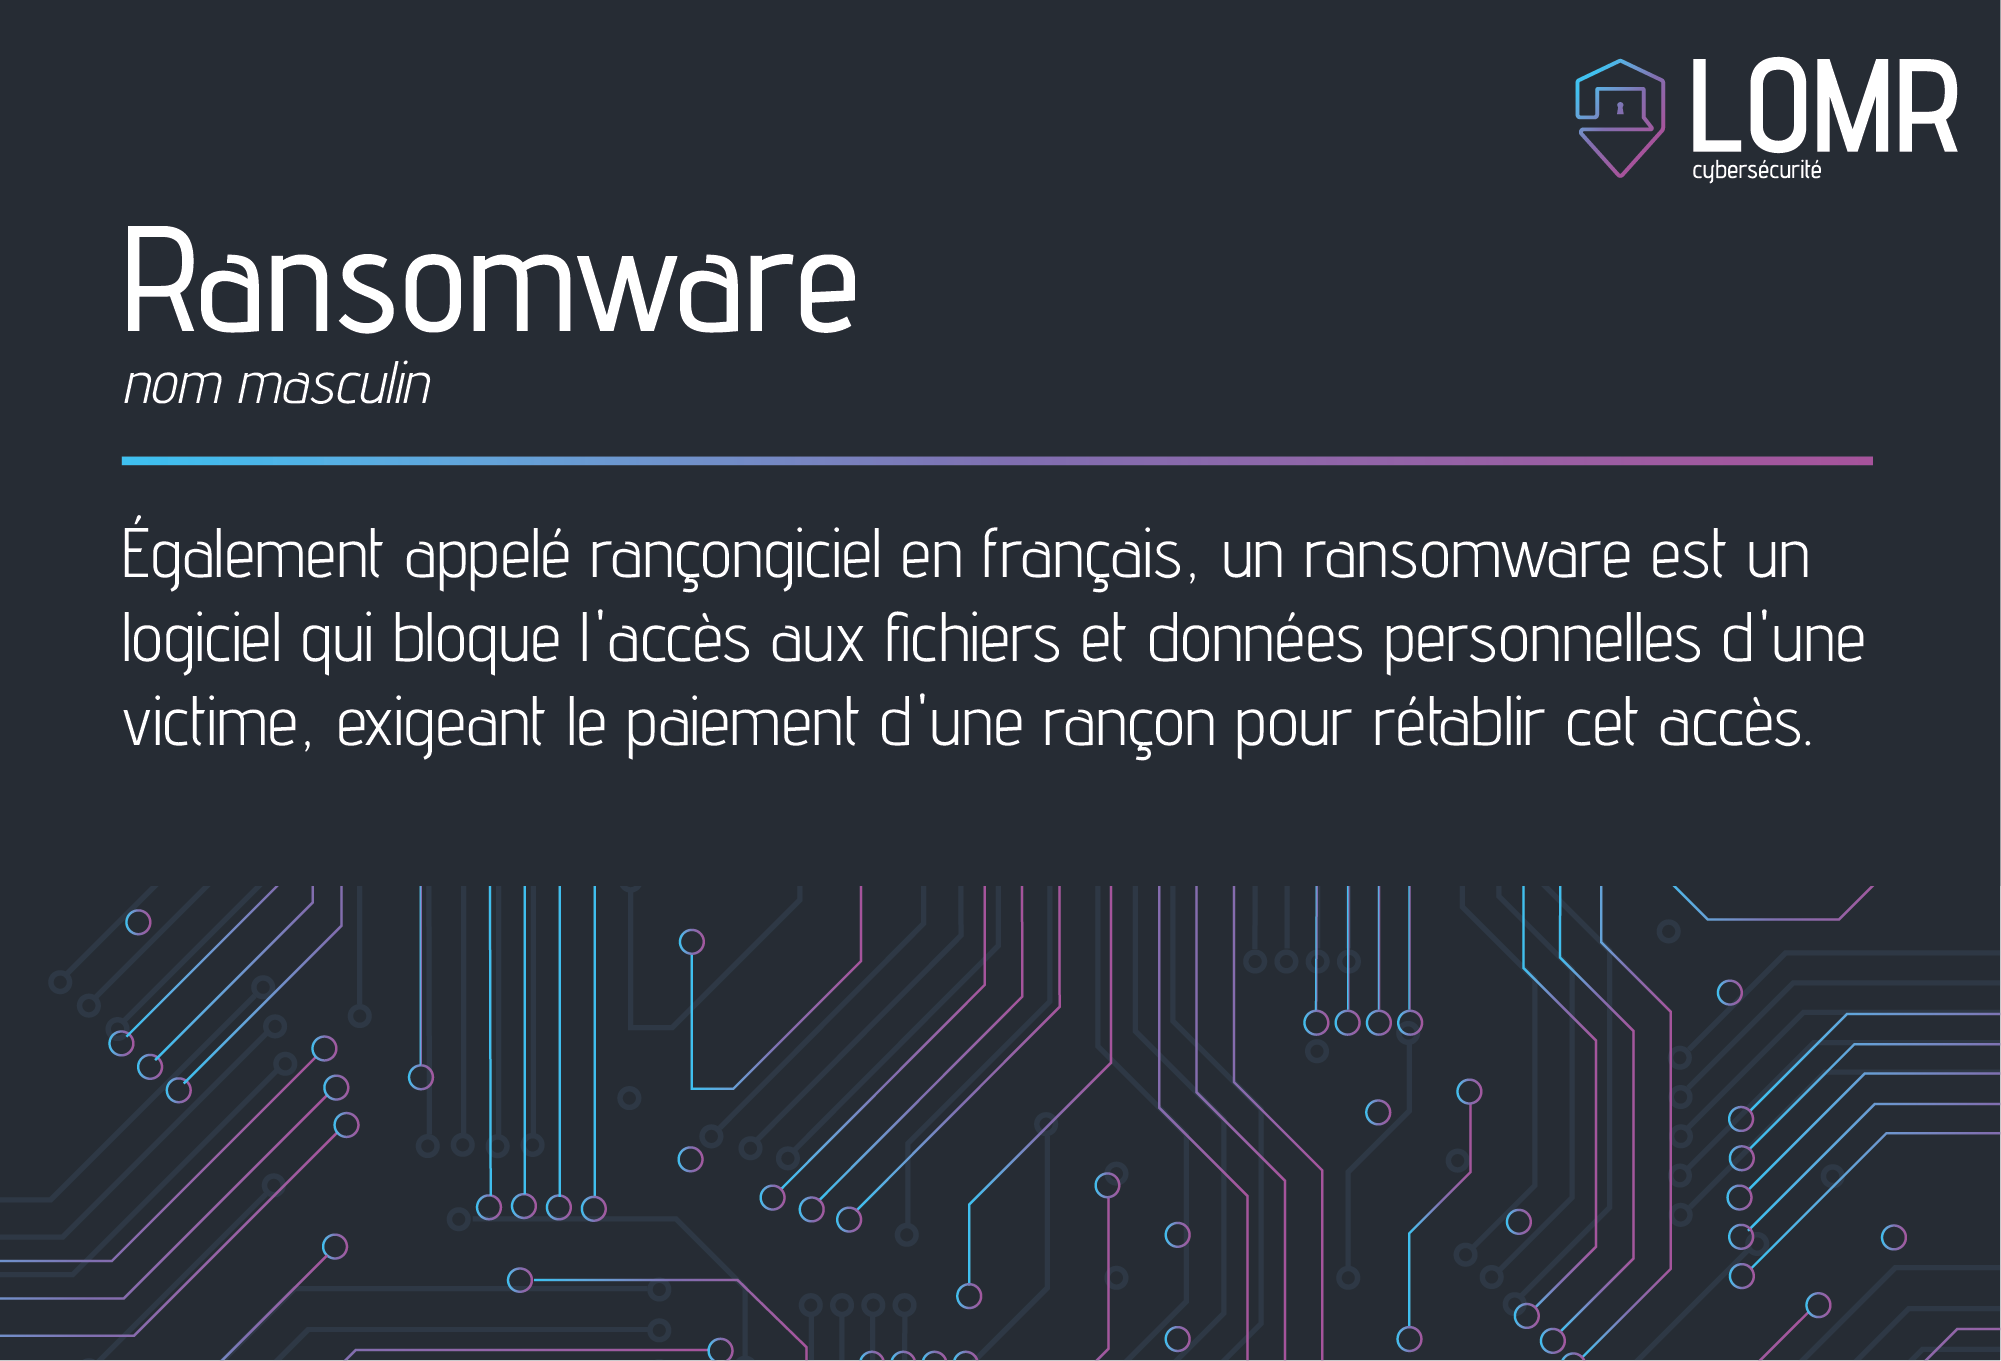 LOMR
cybersécurité
Ransomware
nom masculin
Également appelé rançongiciel en français, un ransomware est un
logiciel qui bloque l'accès aux fichiers et données personnelles d'une
victime, exigeant le paiement d'une rançon pour rétablir cet accès.